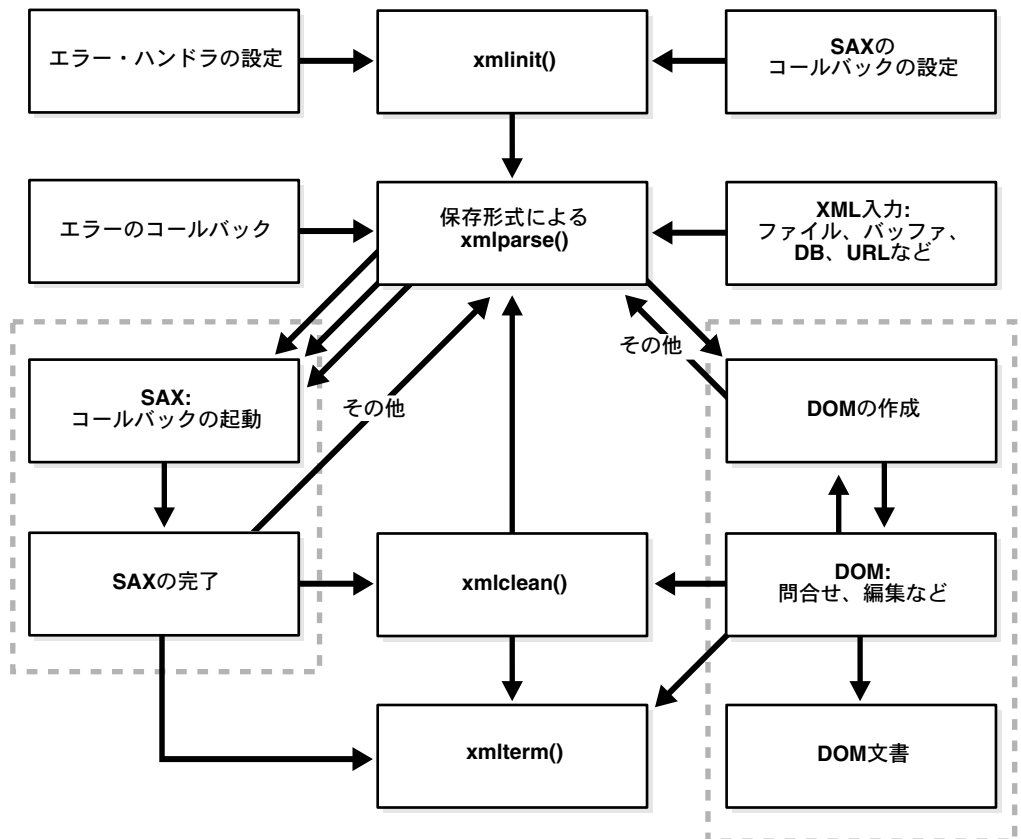 エラー・ハンドラの設定
xmlinit()
SAXの
コールバックの設定
エラーのコールバック
保存形式による
xmlparse()
XML入力:
ファイル、バッファ、
DB、URLなど
その他
SAX:
コールバックの起動
その他
DOMの作成
SAXの完了
xmlclean()
DOM:
問合せ、編集など
xmlterm()
DOM文書